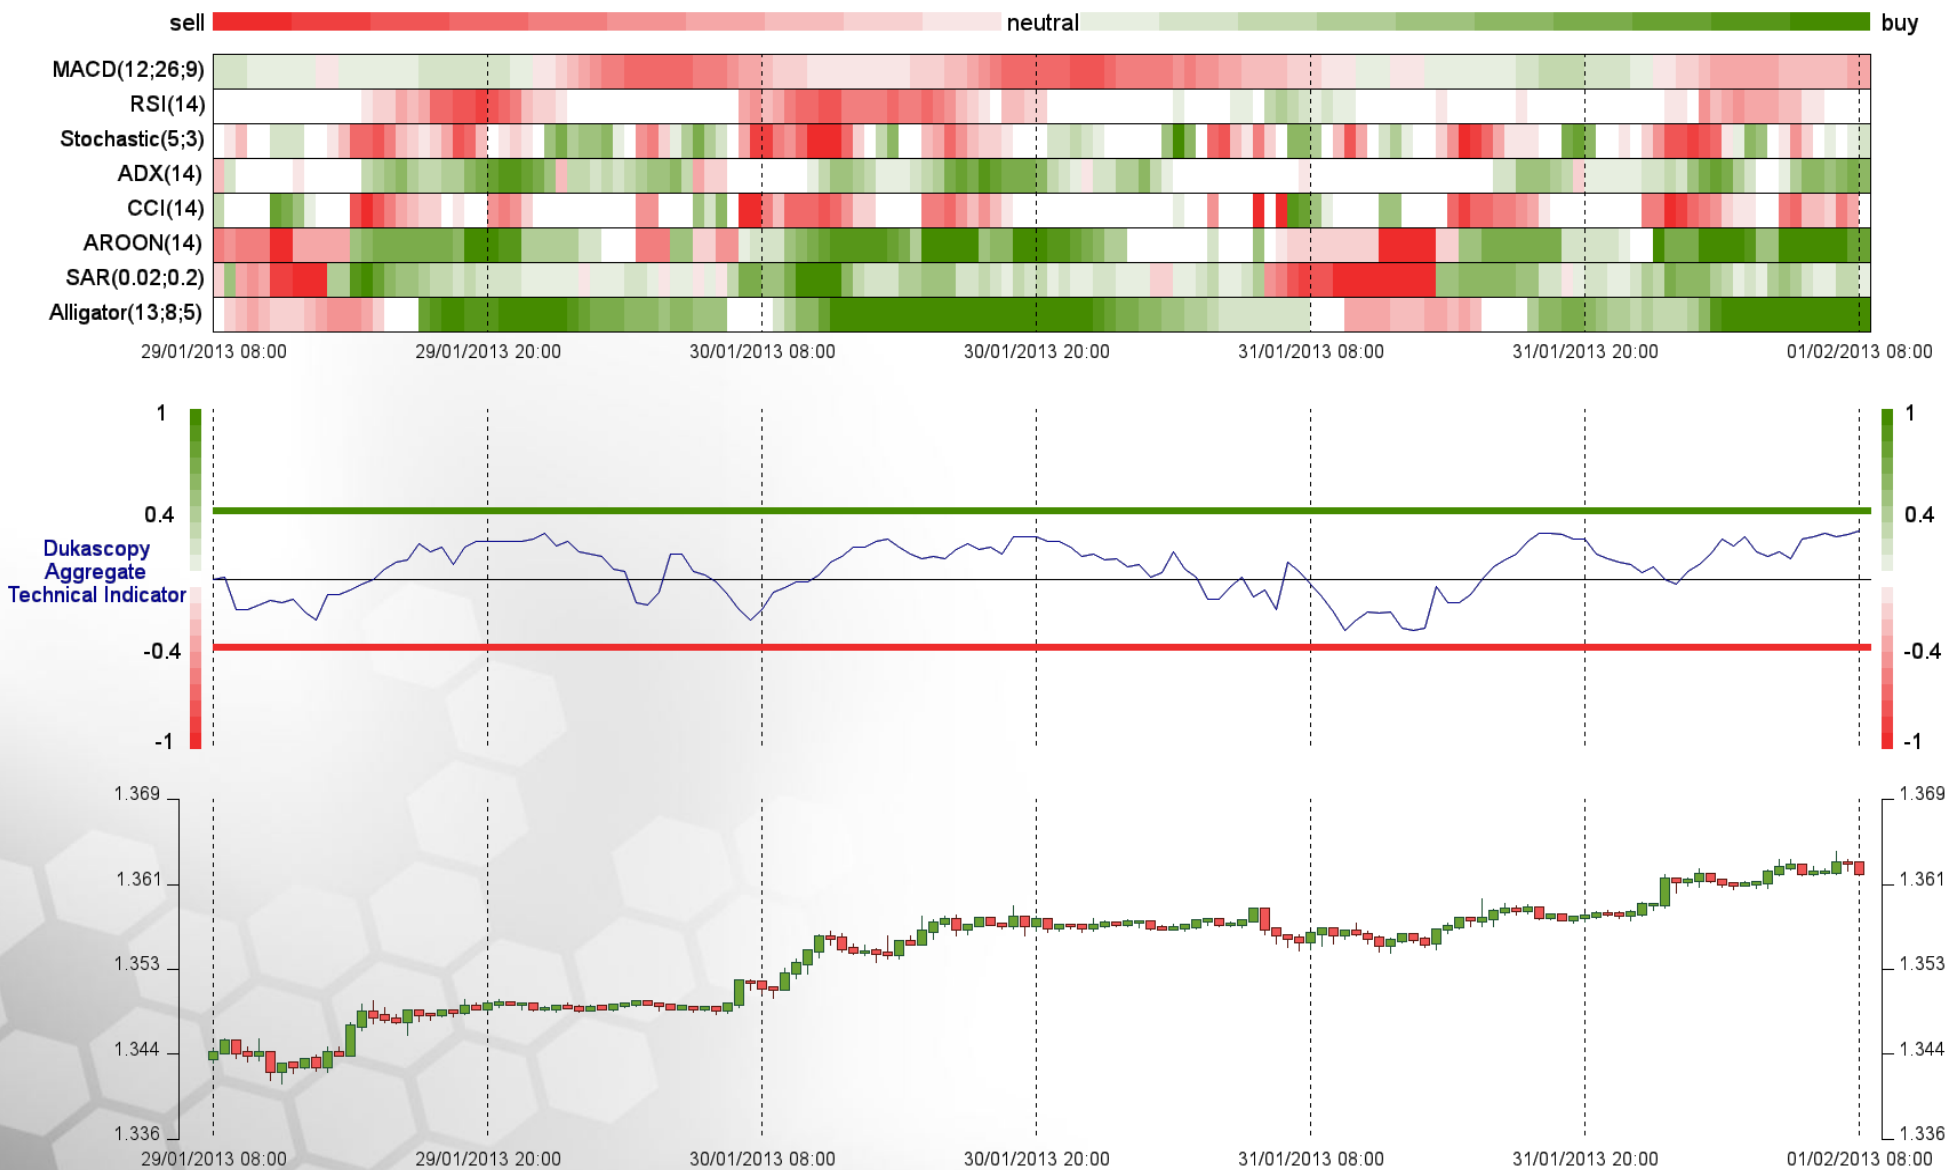 sell neutral buy
MACD(12;26;9)
RSI(14)
Stochastic(5;3)
ADX(14)
CCI(14)
AROON(14)
SAR(0.02;0.2)
Alligator(13;8;5)
29/01/2013 08:00 29/01/2013 20:00 30/01/2013 08:00 30/01/2013 20:00 31/01/2013 08:00 31/01/2013 20:00 01/02/2013 08:00
1 1
0.4 0.4
Dukascopy
Aggregate
Technical Indicator
-0.4 -0.4
-1 -1
1.369 1.369
1.361 1.361
1.353 1.353
1.344 1.344
1.336 1.336
29/01/2013 08:00 29/01/2013 20:00 30/01/2013 08:00 30/01/2013 20:00 31/01/2013 08:00 31/01/2013 20:00 01/02/2013 08:00